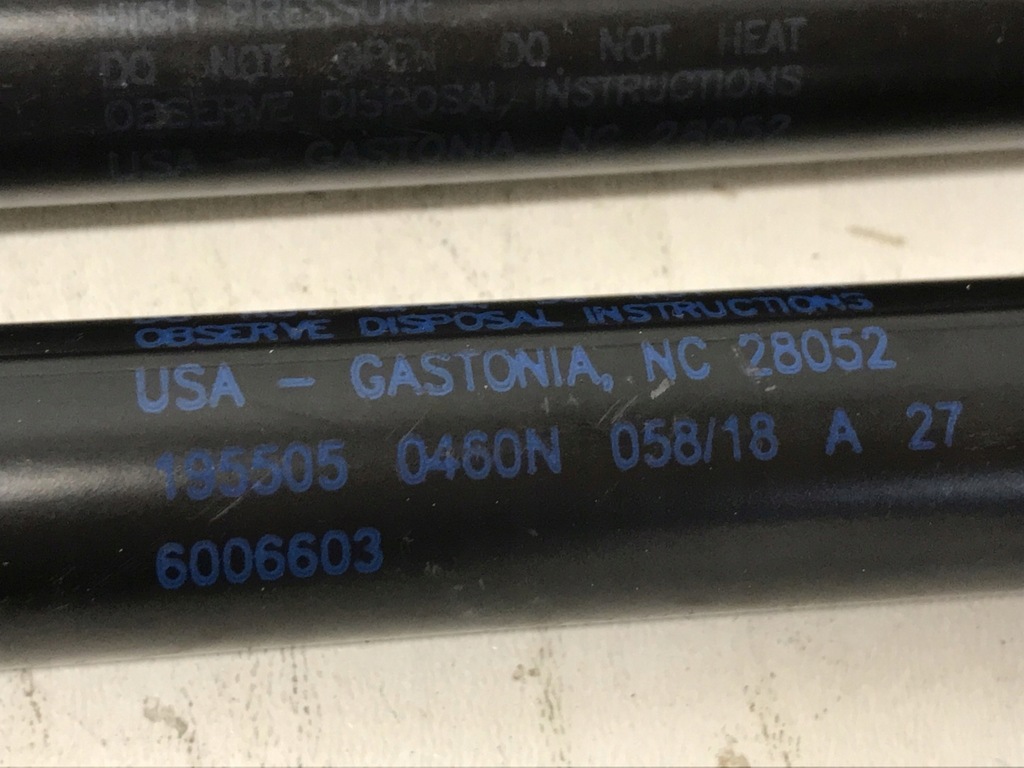 HIGH PRESSURE
DO NOT OPEN DO NOT HEAT
OBSERVE DISPOSAL INSTRUCTIONS
USA - GASTONIA, NC 28052
OBSERVE DISPOSAL INSTRUCTIONS
USA - GASTONIA, NC 28052
195505 0460N 058/18 A 27
6006603